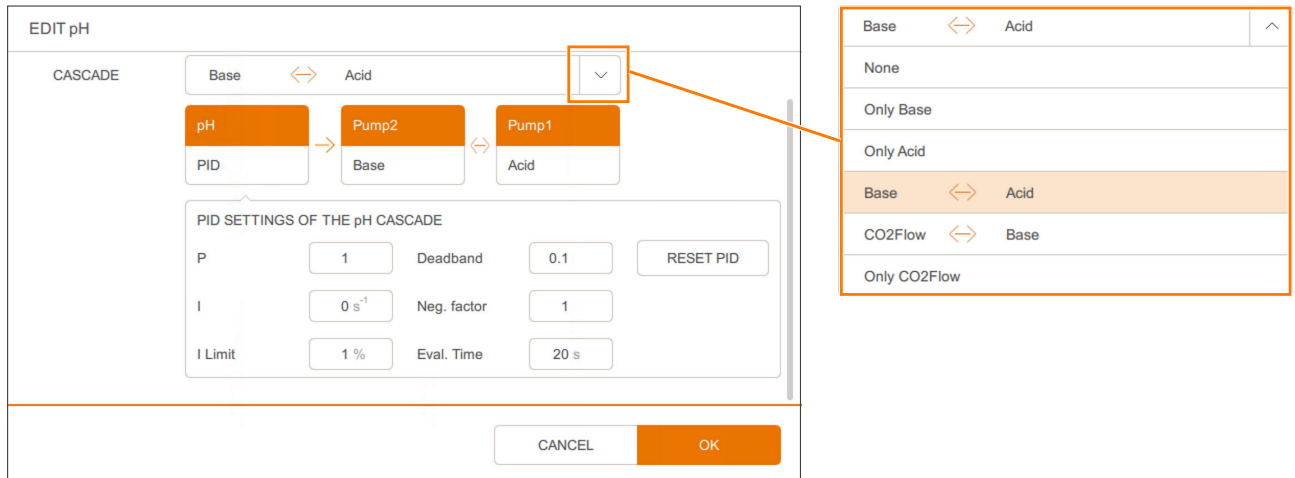 EDIT pH
CASCADE
Base <-> Acid
pH
PID
Pump2
Base
Pump1
Acid
PID SETTINGS OF THE pH CASCADE
P 1 Deadband 0.1 RESET PID
I 0 s⁻¹ Neg. factor 1
I Limit 1 % Eval. Time 20 s
CANCEL OK
Base <-> Acid
None
Only Base
Only Acid
Base <-> Acid
CO2Flow <-> Base
Only CO2Flow